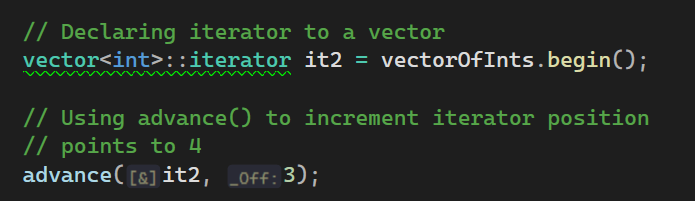 // Declaring iterator to a vector
vector<int>::iterator it2 = vectorOfInts.begin();
// Using advance() to increment iterator position
// points to 4
advance([&]it2, _Off:3);